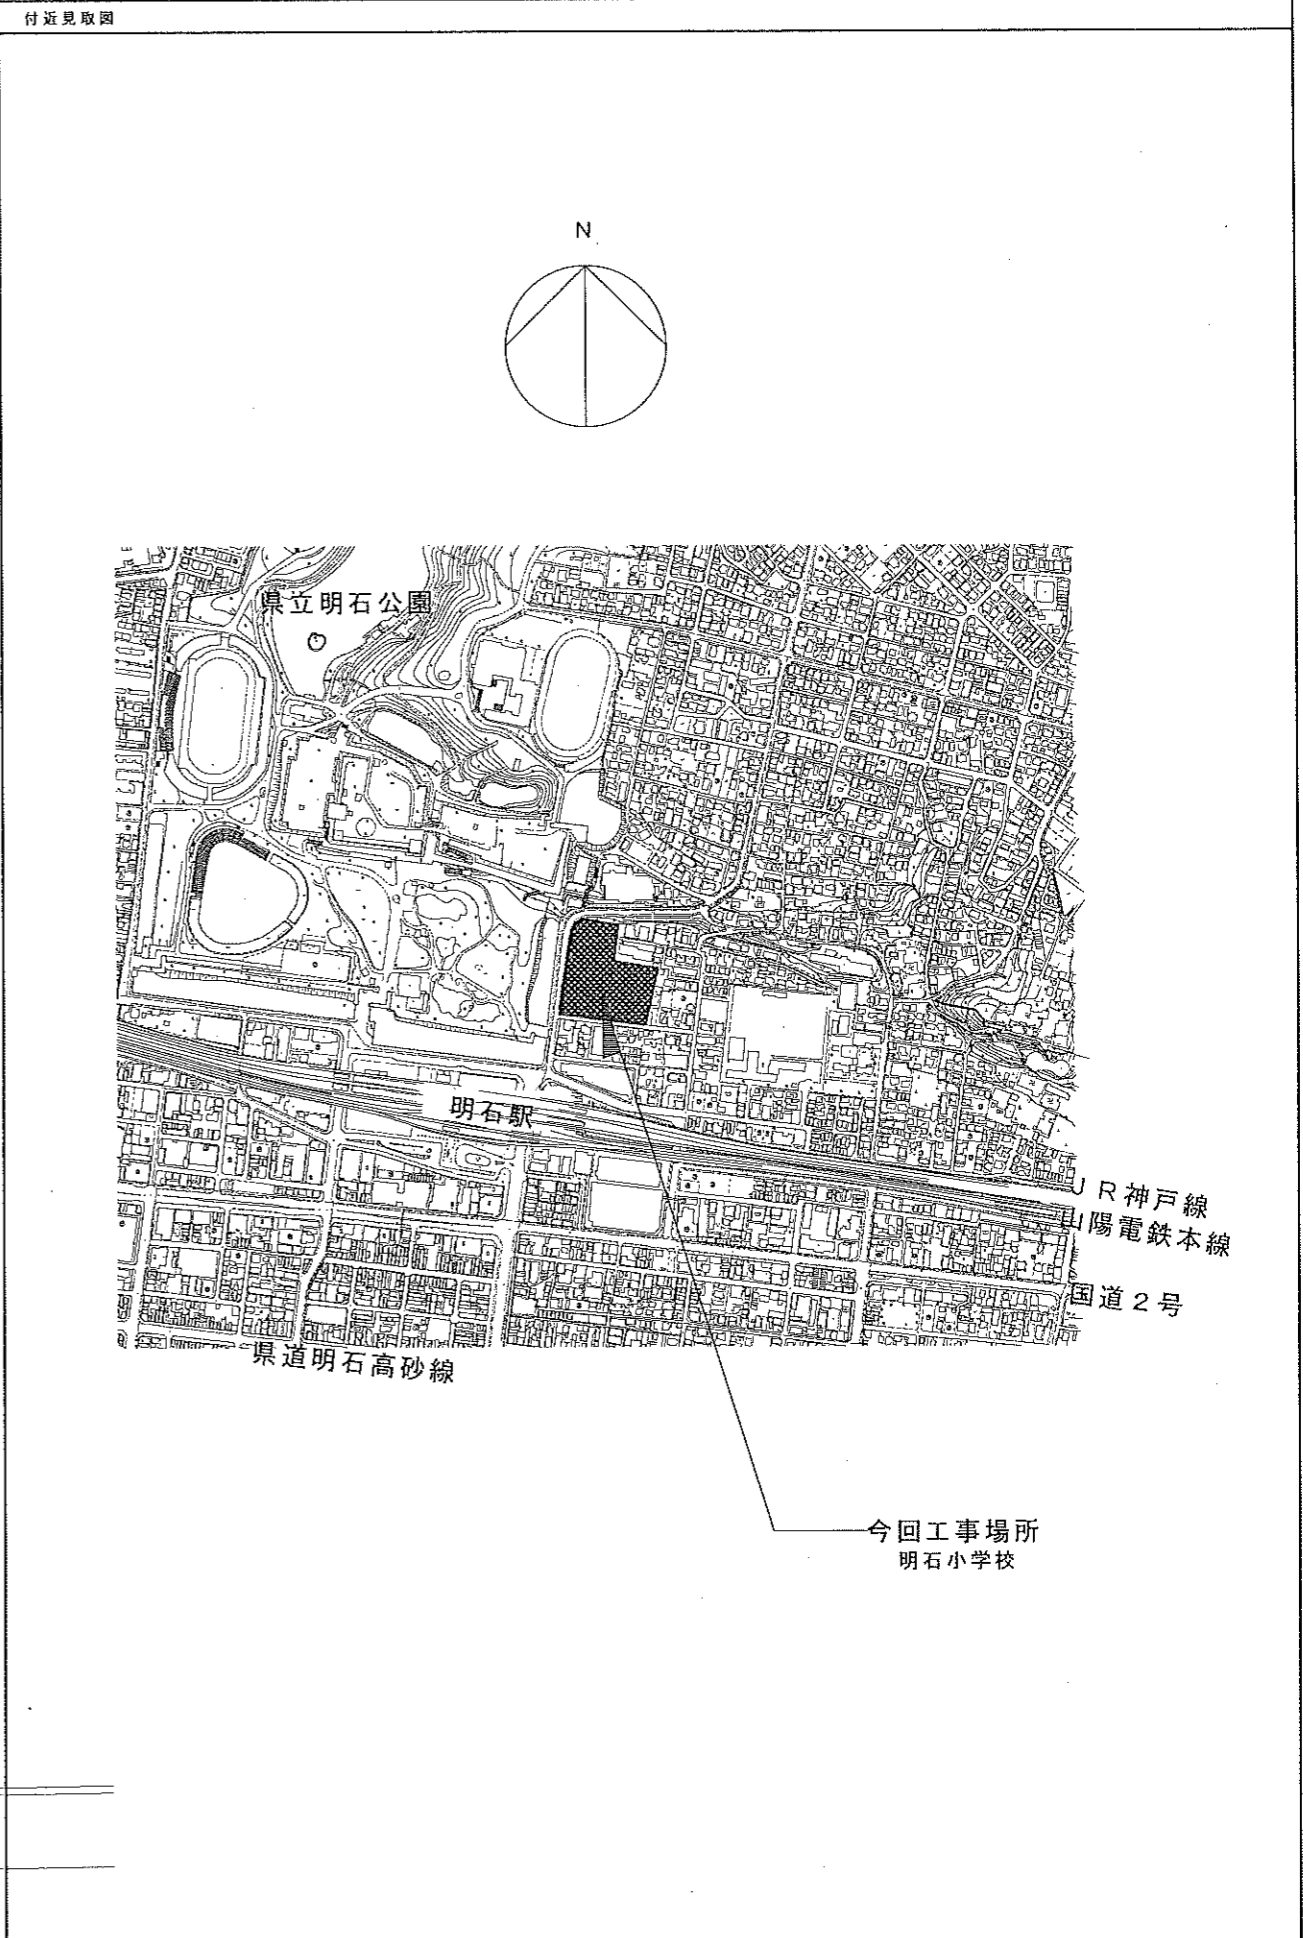 付近見取図
N
県立明石公園
明石駅
JR神戸線
山陽電鉄本線
国道2号
県道明石高砂線
今回工事場所
明石小学校